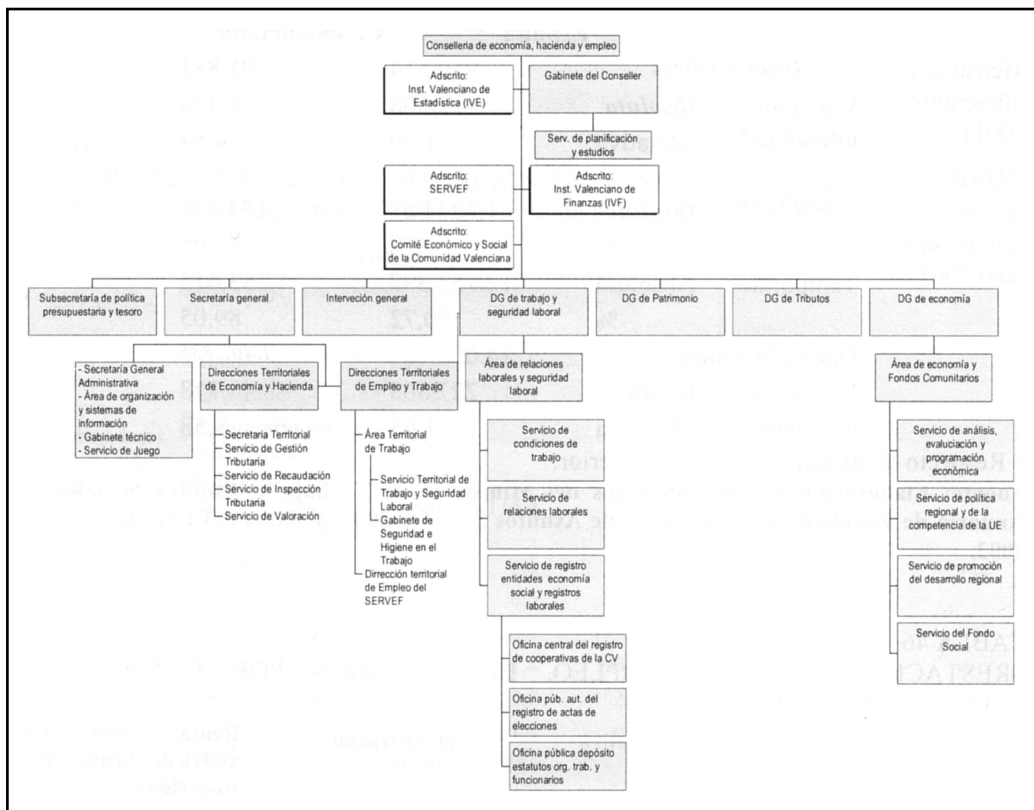 Conselleria de economía, hacienda y empleo
Adscrito:
Inst. Valenciano de
Estadística (IVE)
Gabinete del Conseller
Serv. de planificación
y estudios
Adscrito:
SERVEF
Adscrito:
Inst. Valenciano de
Finanzas (IVF)
Adscrito:
Comité Económico y Social
de la Comunidad Valenciana
Subsecretaría de política
presupuestaria y tesoro
Secretaría general
Interveción general
DG de trabajo y
seguridad laboral
DG de Patrimonio
DG de Tributos
DG de economía
- Secretaría General
Administrativa
- Área de organización
y sistemas de
información
- Gabinete técnico
- Servicio de Juego
Direcciones Territoriales
de Economía y Hacienda
Secretaria Territorial
Servicio de Gestión
Tributaria
Servicio de Recaudación
Servicio de Inspección
Tributaria
Servicio de Valoración
Direcciones Territoriales
de Empleo y Trabajo
Área Territorial
de Trabajo
Servicio Territorial de
Trabajo y Seguridad
Laboral
Gabinete de
Seguridad e
Higiene en el
Trabajo
Dirrección territorial
de Empleo del
SERVEF
Área de relaciones
laborales y seguridad
laboral
Servicio de
condiciones de
trabajo
Servicio de
relaciones laborales
Servicio de registro
entidades economía
social y registros
laborales
Oficina central del registro
de cooperativas de la CV
Oficina púb. aut. del
registro de actas de
elecciones
Oficina pública depósito
estatutos org. trab. y
funcionarios
Área de economía y
Fondos Comunitarios
Servicio de análisis,
evaluciación y
programación
económica
Servicio de política
regional y de la
competencia de la UE
Servicio de promoción
del desarrollo regional
Servicio del Fondo
Social